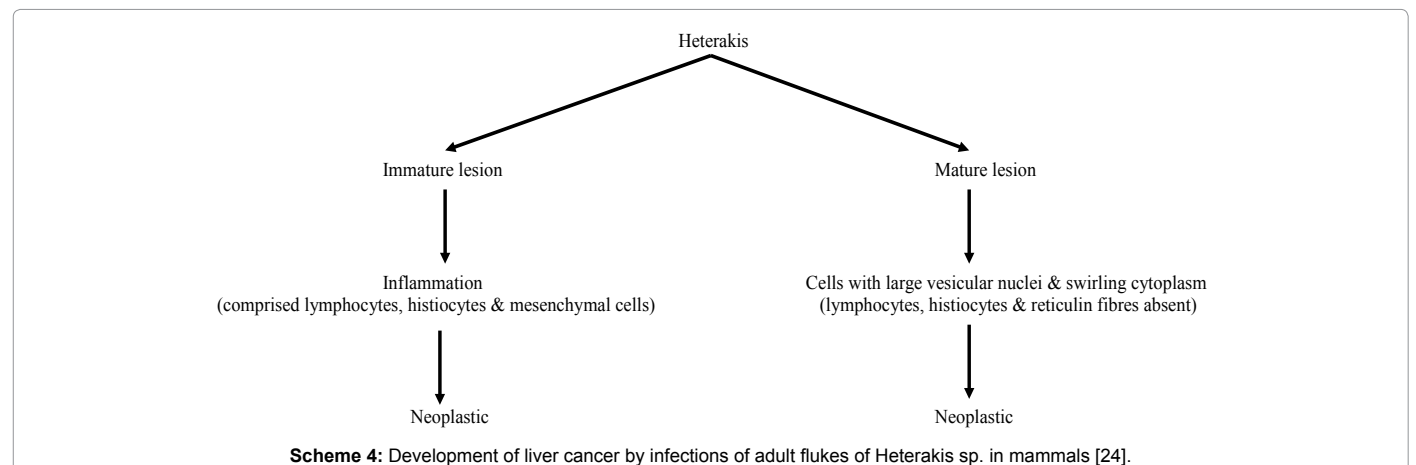 Heterakis
Immature lesion
Mature lesion
Inflammation
(comprised lymphocytes, histiocytes & mesenchymal cells)
Cells with large vesicular nuclei & swirling cytoplasm
(lymphocytes, histiocytes & reticulin fibres absent)
Neoplastic
Neoplastic
Scheme 4: Development of liver cancer by infections of adult flukes of Heterakis sp. in mammals [24].